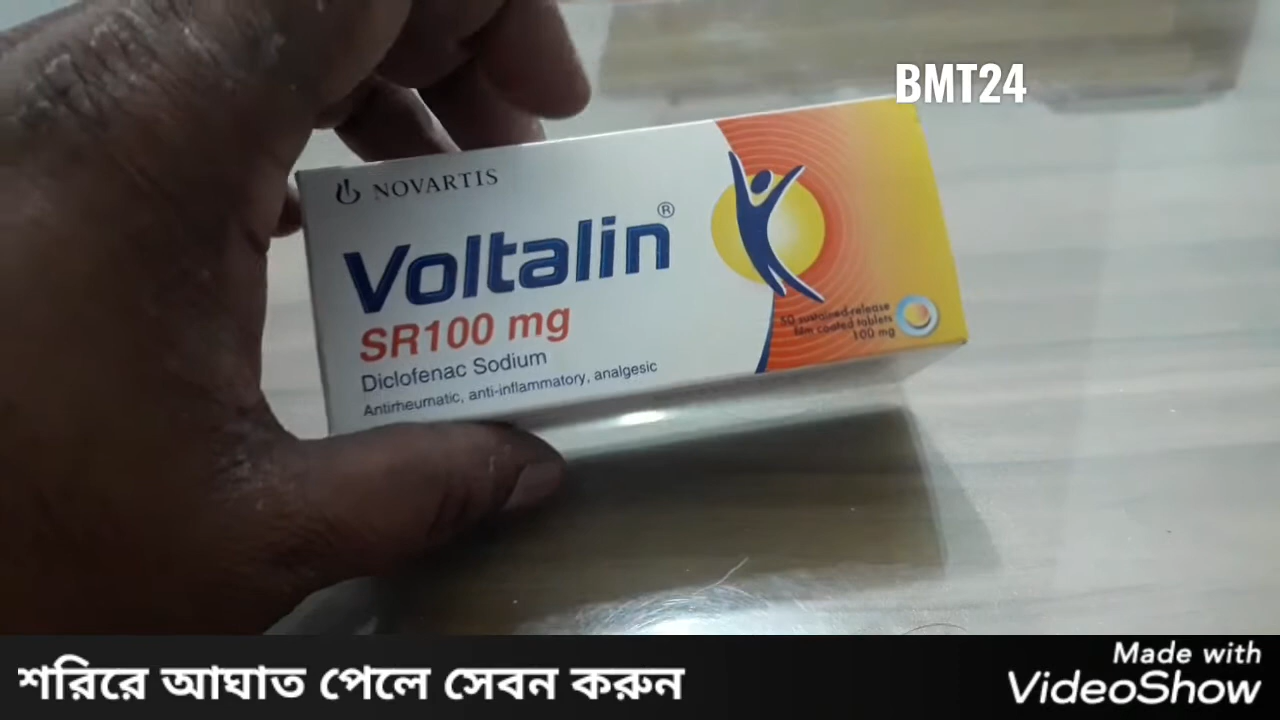 BMT24
NOVARTIS
Voltalin®
SR100 mg
Diclofenac Sodium
Antirheumatic, anti-inflammatory, analgesic
50 sustained-release
film coated tablets
100 mg
শরিরে আঘাত পেলে সেবন করুন
Made with
VideoShow